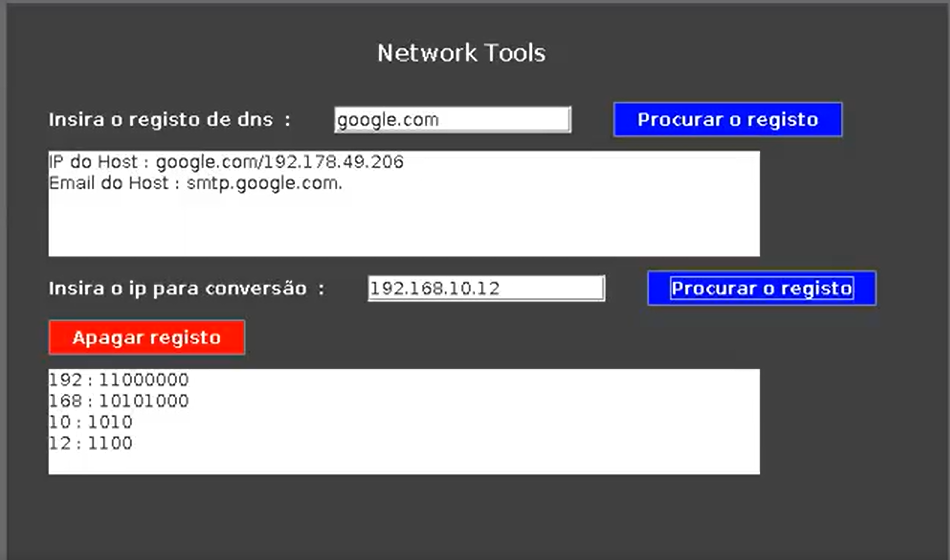 Network Tools
Insira o registo de dns :
google.com
Procurar o registo
IP do Host : google.com/192.178.49.206
Email do Host : smtp.google.com.
Insira o ip para conversão :
192.168.10.12
Procurar o registo
Apagar registo
192 : 11000000
168 : 10101000
10 : 1010
12 : 1100